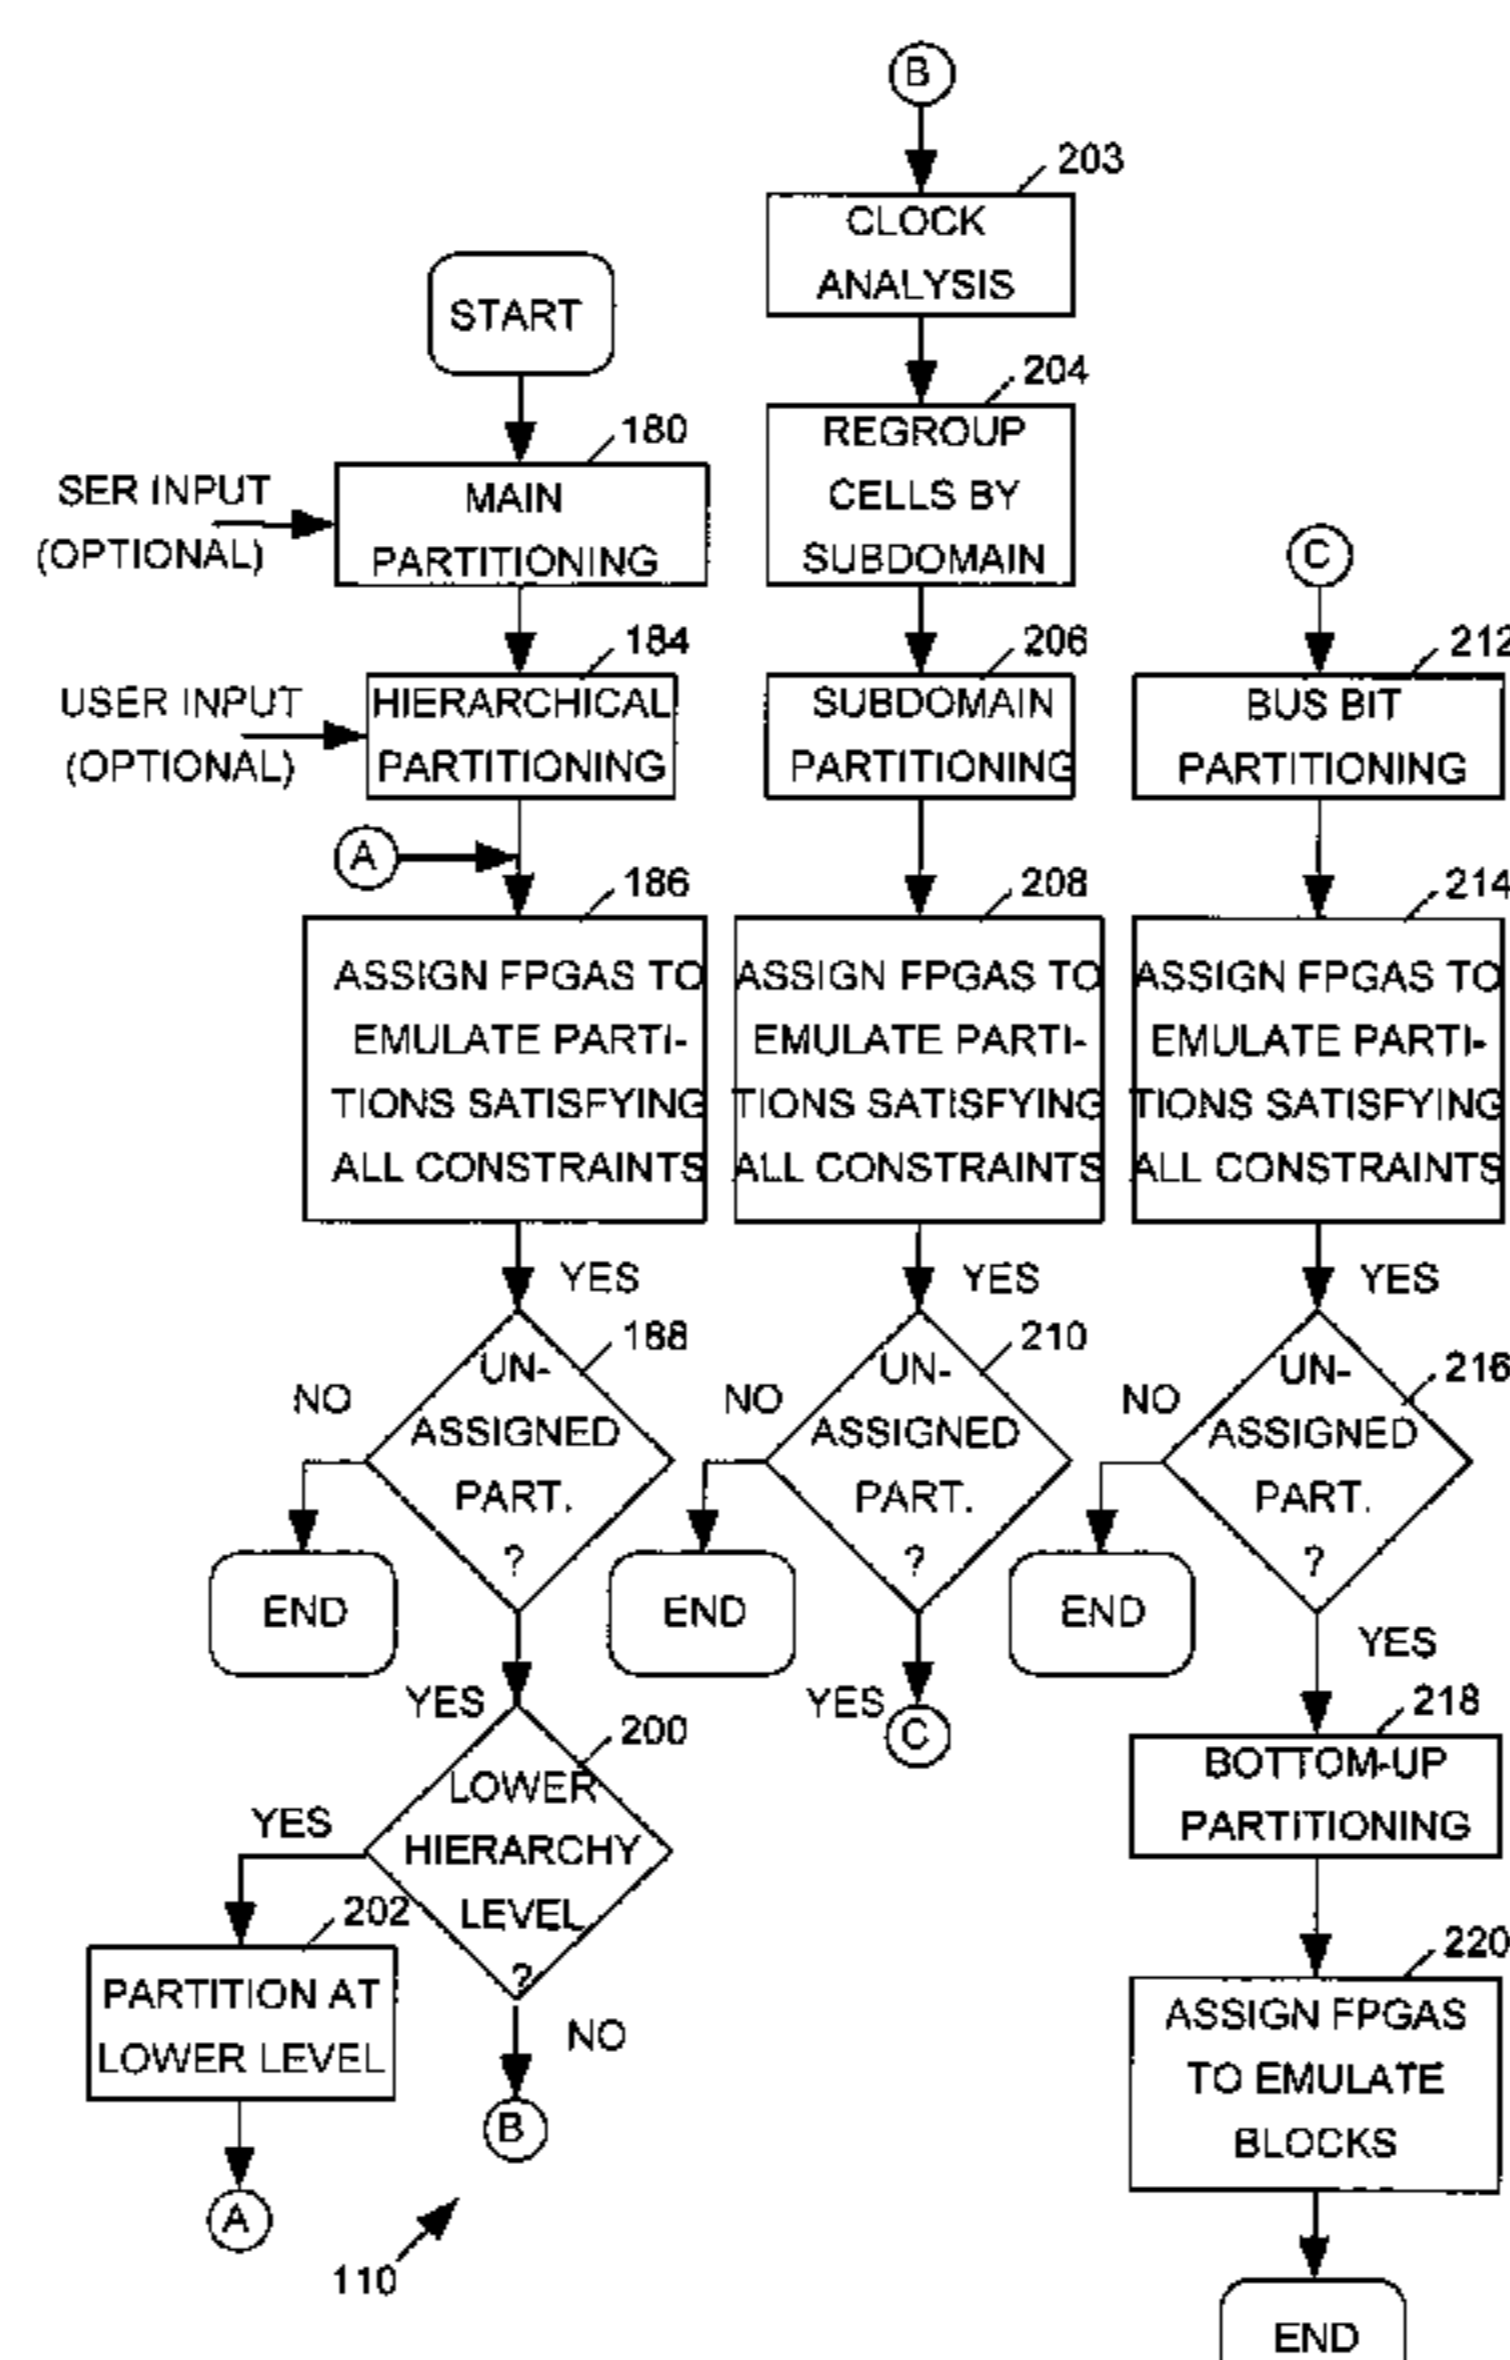 START
180
SER INPUT
(OPTIONAL)
MAIN
PARTITIONING
184
USER INPUT
(OPTIONAL)
HIERARCHICAL
PARTITIONING
A
186
ASSIGN FPGAS TO
EMULATE PARTI-
TIONS SATISFYING
ALL CONSTRAINTS
YES
188
NO
UN-
ASSIGNED
PART.
?
END
YES
200
LOWER
HIERARCHY
LEVEL
?
YES
202
PARTITION AT
LOWER LEVEL
A
NO
B
110
B
203
CLOCK
ANALYSIS
204
REGROUP
CELLS BY
SUBDOMAIN
206
SUBDOMAIN
PARTITIONING
208
ASSIGN FPGAS TO
EMULATE PARTI-
TIONS SATISFYING
ALL CONSTRAINTS
YES
210
NO
UN-
ASSIGNED
PART.
?
END
YES
C
C
212
BUS BIT
PARTITIONING
214
ASSIGN FPGAS TO
EMULATE PARTI-
TIONS SATISFYING
ALL CONSTRAINTS
YES
216
NO
UN-
ASSIGNED
PART.
?
END
YES
218
BOTTOM-UP
PARTITIONING
220
ASSIGN FPGAS
TO EMULATE
BLOCKS
END